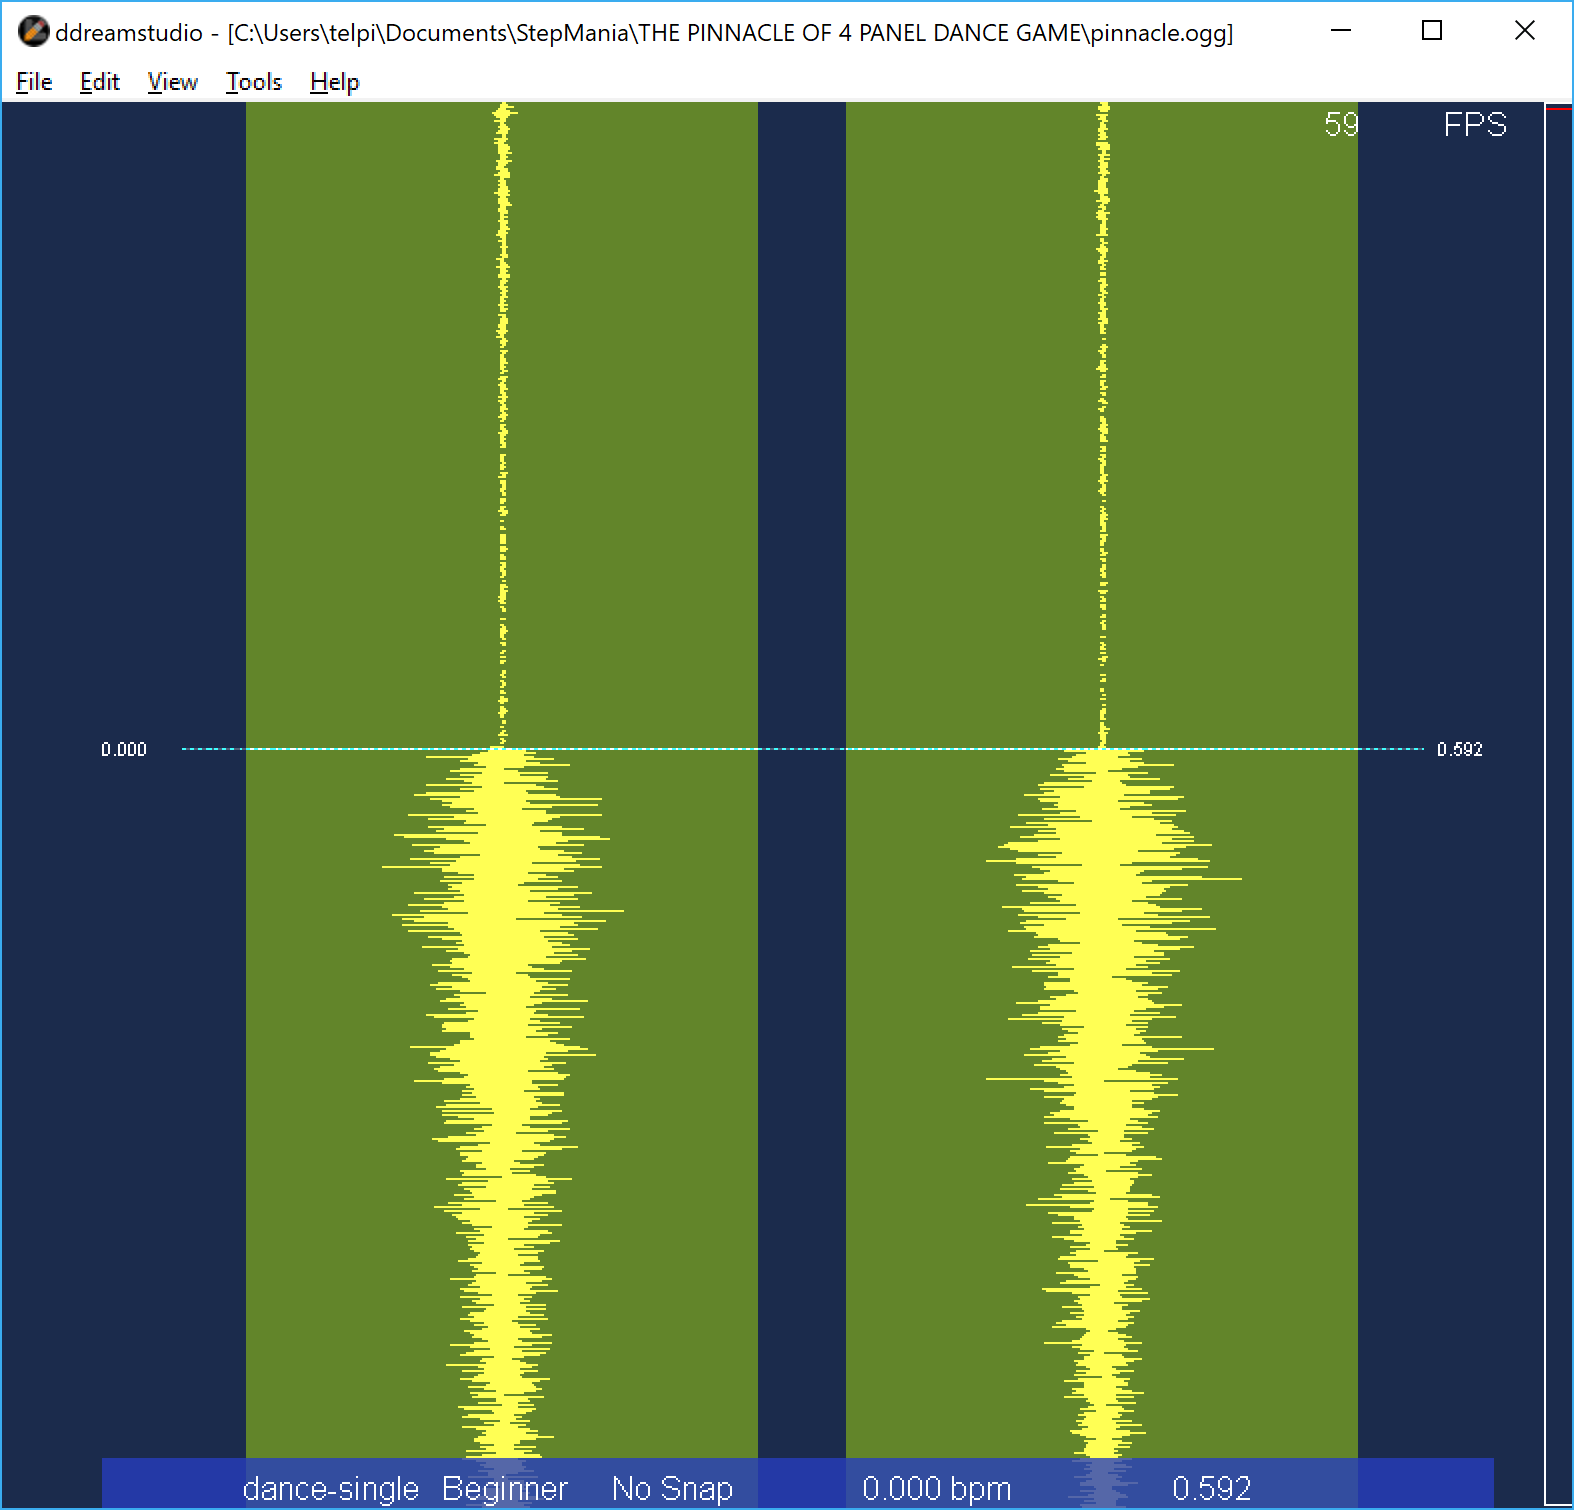 ddreamstudio - [C:\Users\telpi\Documents\StepMania\THE PINNACLE OF 4 PANEL DANCE GAME\pinnacle.ogg]
File Edit View Tools Help
59 FPS
0.000 0.592
dance-single Beginner No Snap 0.000 bpm 0.592